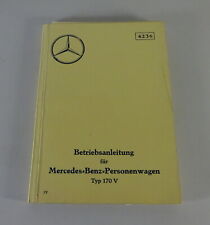 4236
Betriebsanleitung
für
Mercedes-Benz-Personenwagen
Typ 170 V